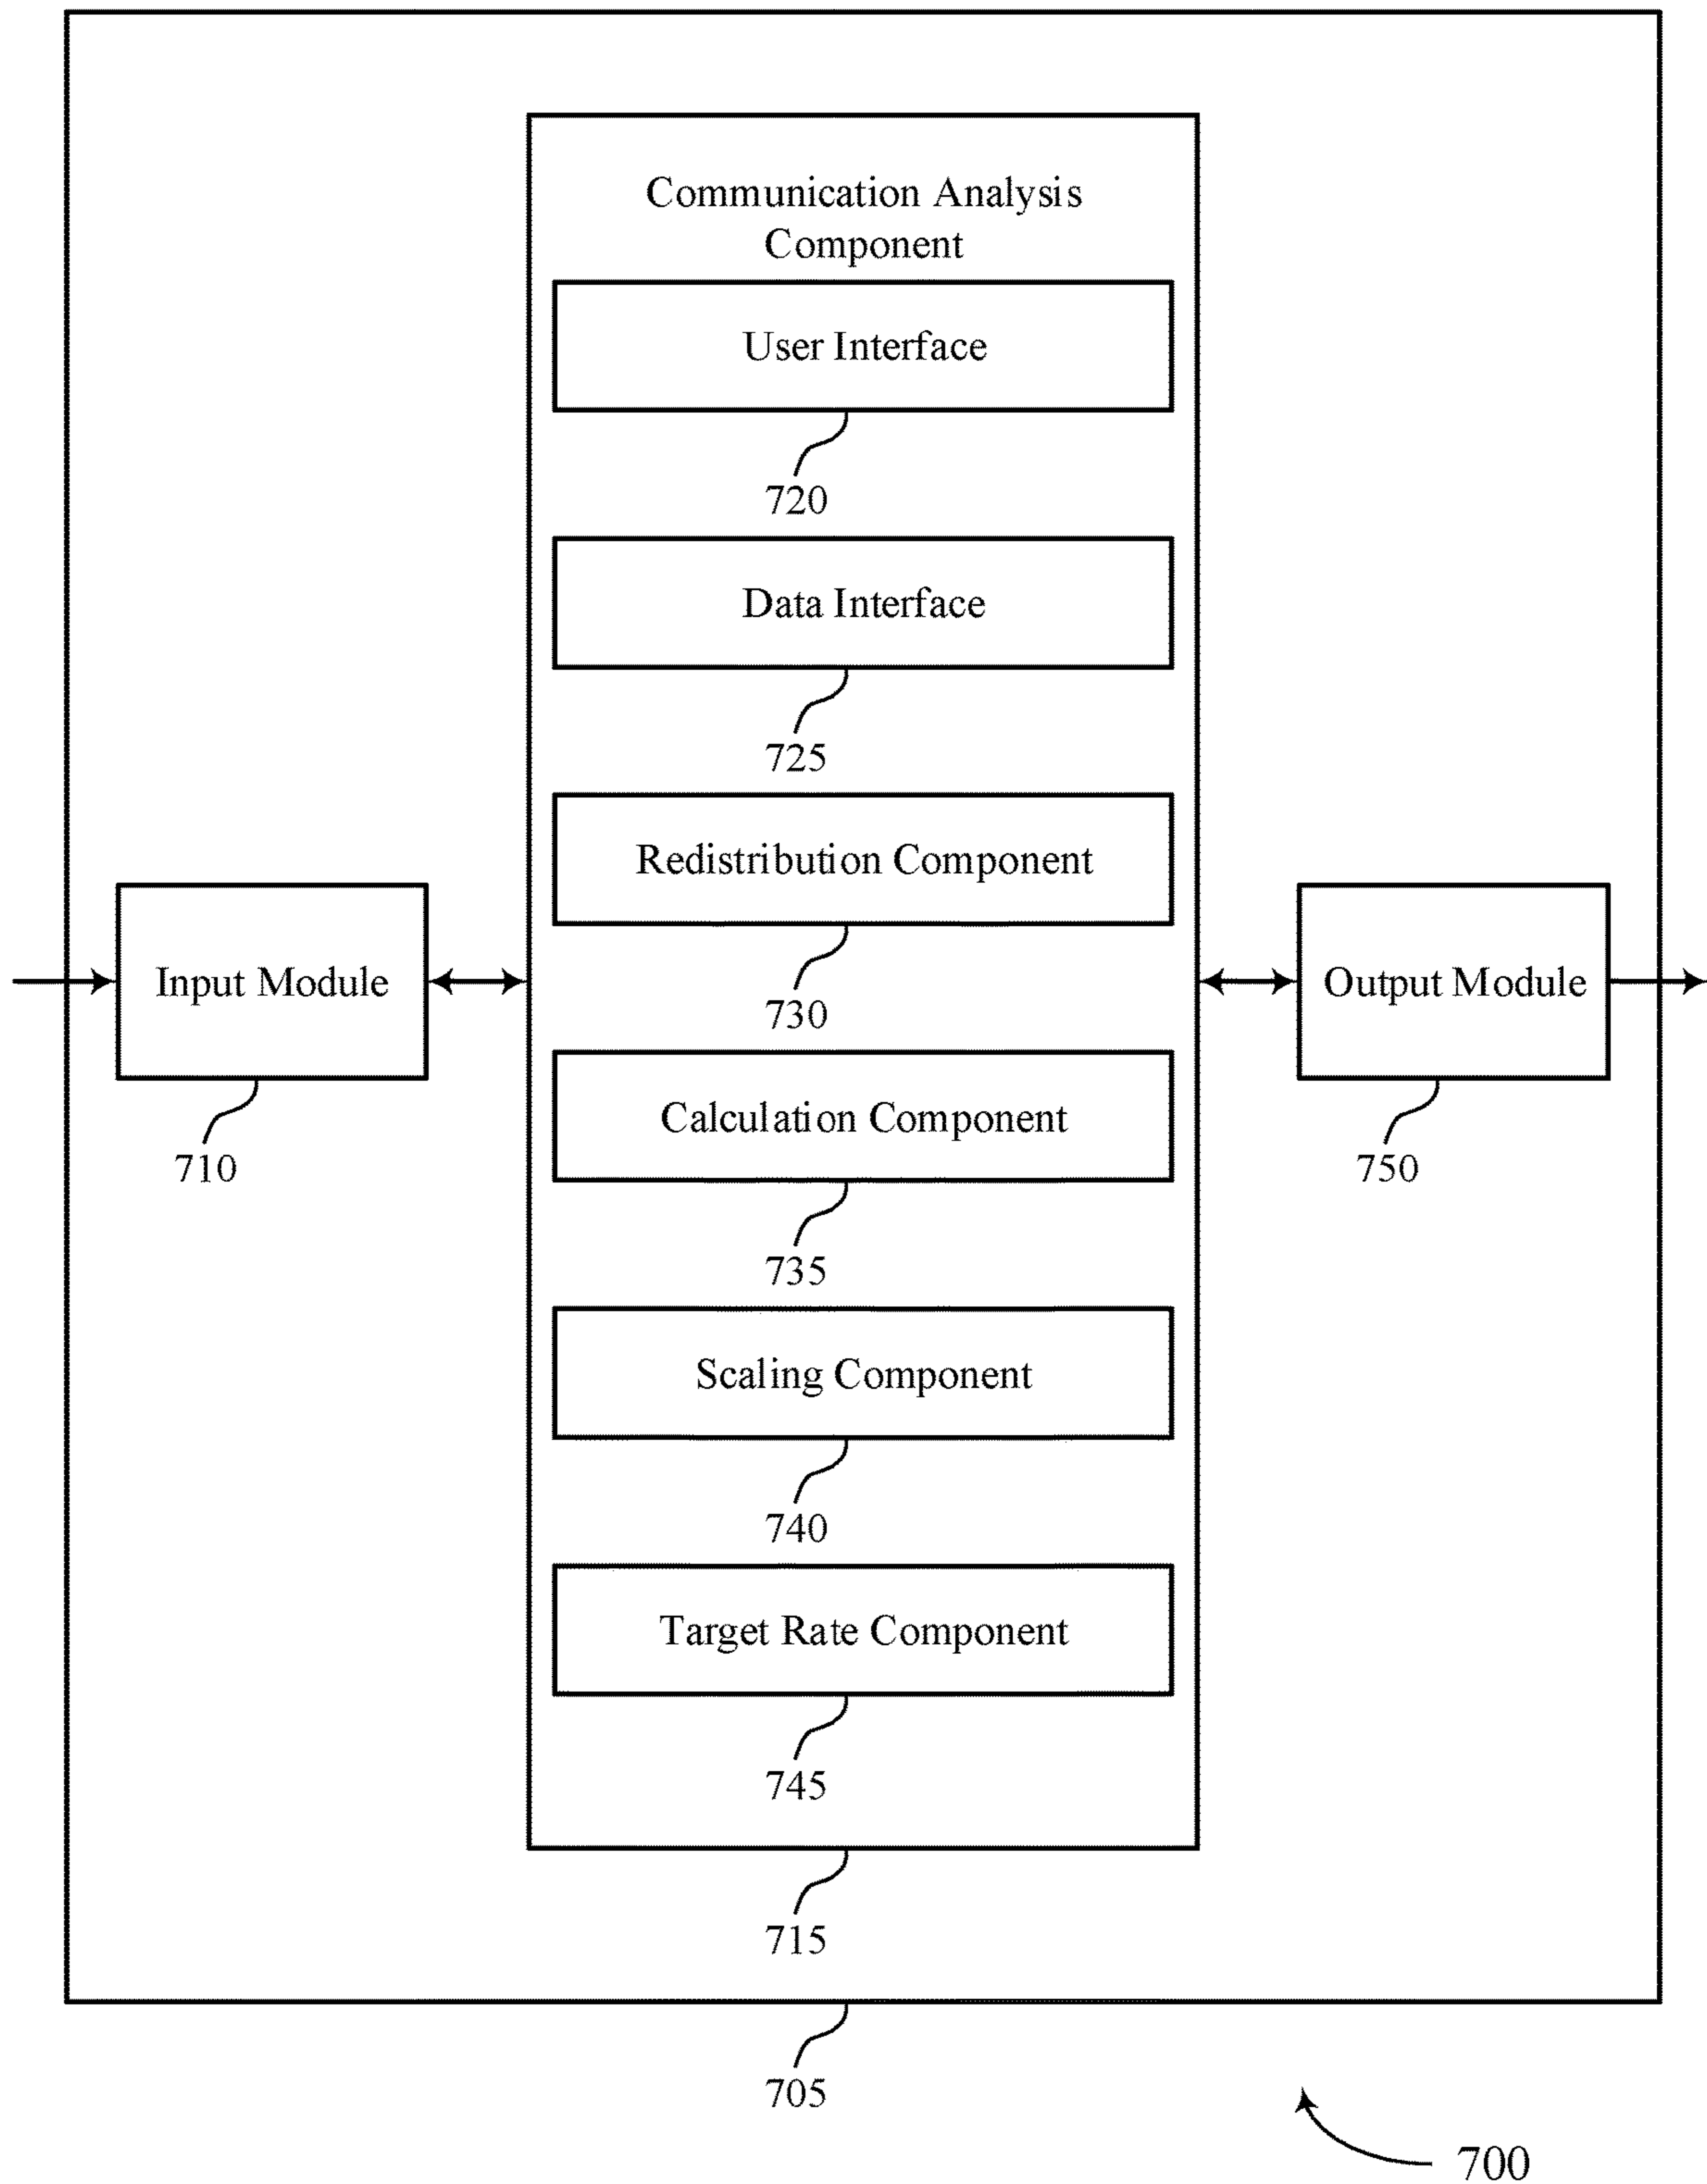 Communication Analysis
Component
User Interface
720
Data Interface
725
Redistribution Component
730
Input Module
710
Output Module
750
Calculation Component
735
Scaling Component
740
Target Rate Component
745
715
705
700